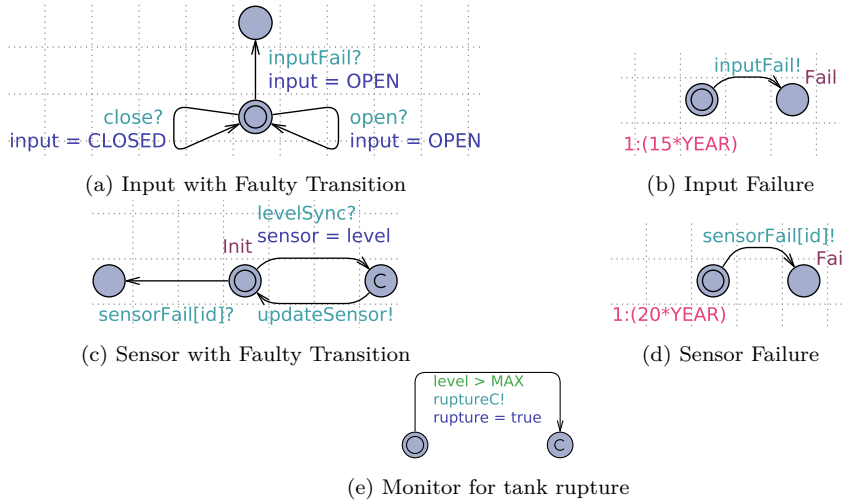 inputFail?
input = OPEN
close?
input = CLOSED
open?
input = OPEN
(a) Input with Faulty Transition
inputFail!
Fail
1:(15*YEAR)
(b) Input Failure
levelSync?
sensor = level
Init
C
sensorFail[id]?
updateSensor!
(c) Sensor with Faulty Transition
sensorFail[id]!
Fai
1:(20*YEAR)
(d) Sensor Failure
level > MAX
ruptureC!
rupture = true
C
(e) Monitor for tank rupture